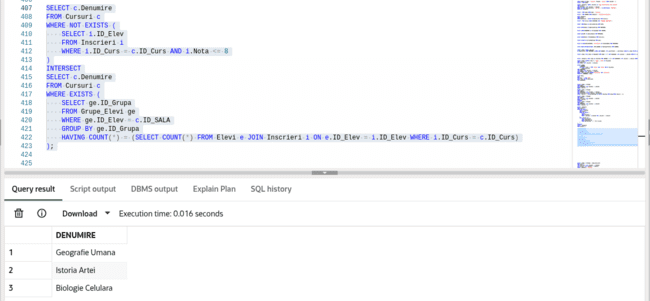 407 SELECT c.Denumire
408 FROM Cursuri c
409 WHERE NOT EXISTS (
410 SELECT i.ID_Elev
411 FROM Inscrieri i
412 WHERE i.ID_Curs = c.ID_Curs AND i.Nota <= 8
413 )
414 INTERSECT
415 SELECT c.Denumire
416 FROM Cursuri c
417 WHERE EXISTS (
418 SELECT ge.ID_Grupa
419 FROM Grupe_Elevi ge
420 WHERE ge.ID_Elev = c.ID_SALA
421 GROUP BY ge.ID_Grupa
422 HAVING COUNT(*) = (SELECT COUNT(*) FROM Elevi e JOIN Inscrieri i ON e.ID_Elev = i.ID_Elev WHERE i.ID_Curs = c.ID_Curs)
423 );
424
425
Query result Script output DBMS output Explain Plan SQL history
Download Execution time: 0.016 seconds
DENUMIRE
1 Geografie Umana
2 Istoria Artei
3 Biologie Celulara